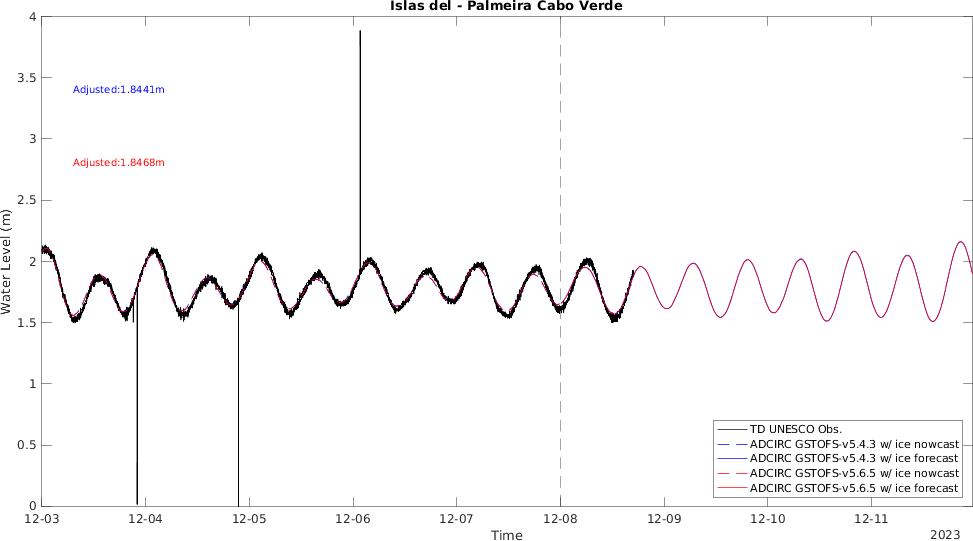 Islas del - Palmeira Cabo Verde
4
3.5
3
2.5
2
1.5
1
0.5
0
Water Level (m)
Adjusted:1.8441m
Adjusted:1.8468m
TD UNESCO Obs.
ADCIRC GSTOFS-v5.4.3 w/ ice nowcast
ADCIRC GSTOFS-v5.4.3 w/ ice forecast
ADCIRC GSTOFS-v5.6.5 w/ ice nowcast
ADCIRC GSTOFS-v5.6.5 w/ ice forecast
12-03 12-04 12-05 12-06 12-07 12-08 12-09 12-10 12-11
Time
2023